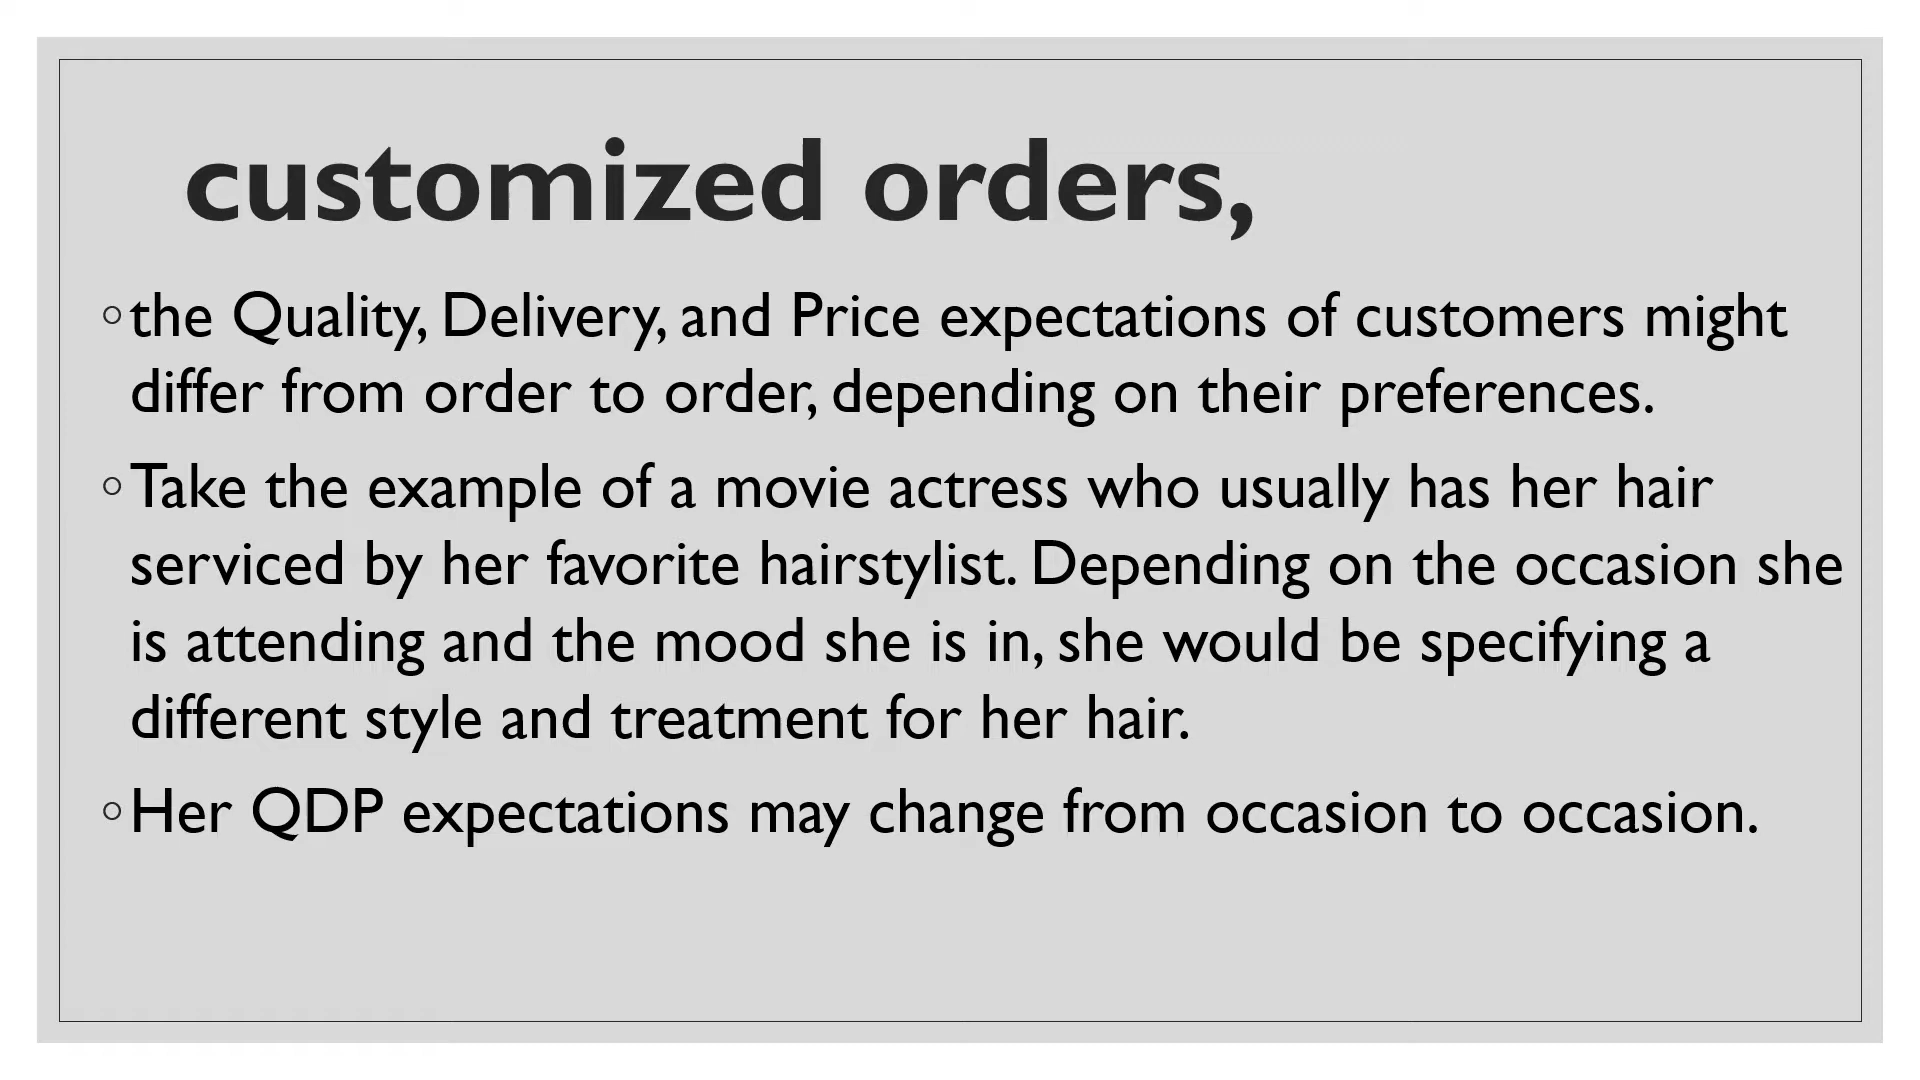 customized orders,
◦the Quality, Delivery, and Price expectations of customers might
differ from order to order, depending on their preferences.
◦Take the example of a movie actress who usually has her hair
serviced by her favorite hairstylist. Depending on the occasion she
is attending and the mood she is in, she would be specifying a
different style and treatment for her hair.
◦Her QDP expectations may change from occasion to occasion.